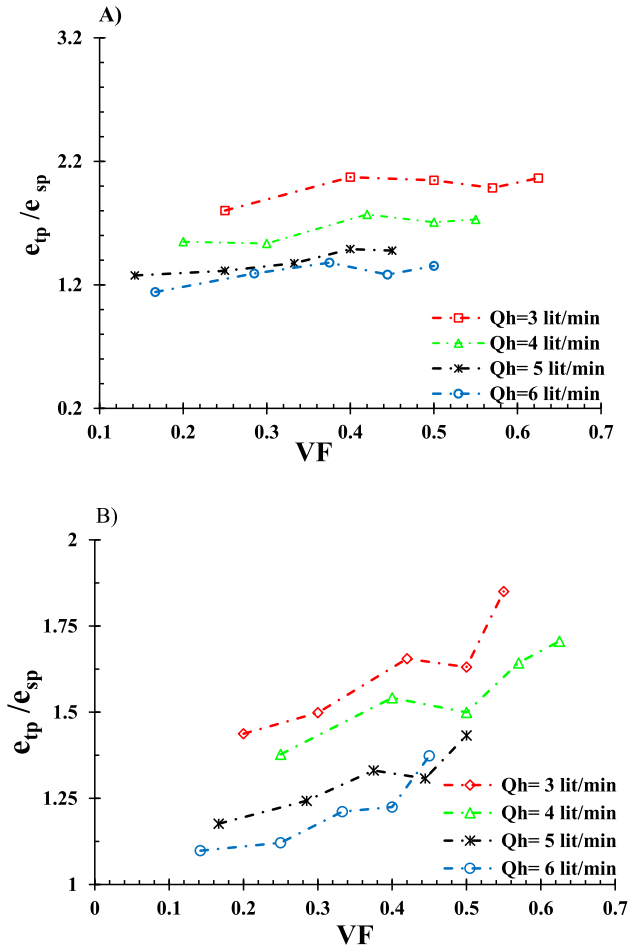 A)
3.2
2.2
1.2
0.2
e_tp /e_sp
0.1 0.2 0.3 0.4 0.5 0.6 0.7
VF
Qh=3 lit/min
Qh=4 lit/min
Qh= 5 lit/min
Qh=6 lit/min
B)
2
1.75
1.5
1.25
1
e_tp /e_sp
0 0.1 0.2 0.3 0.4 0.5 0.6 0.7
VF
Qh= 3 lit/min
Qh= 4 lit/min
Qh= 5 lit/min
Qh= 6 lit/min